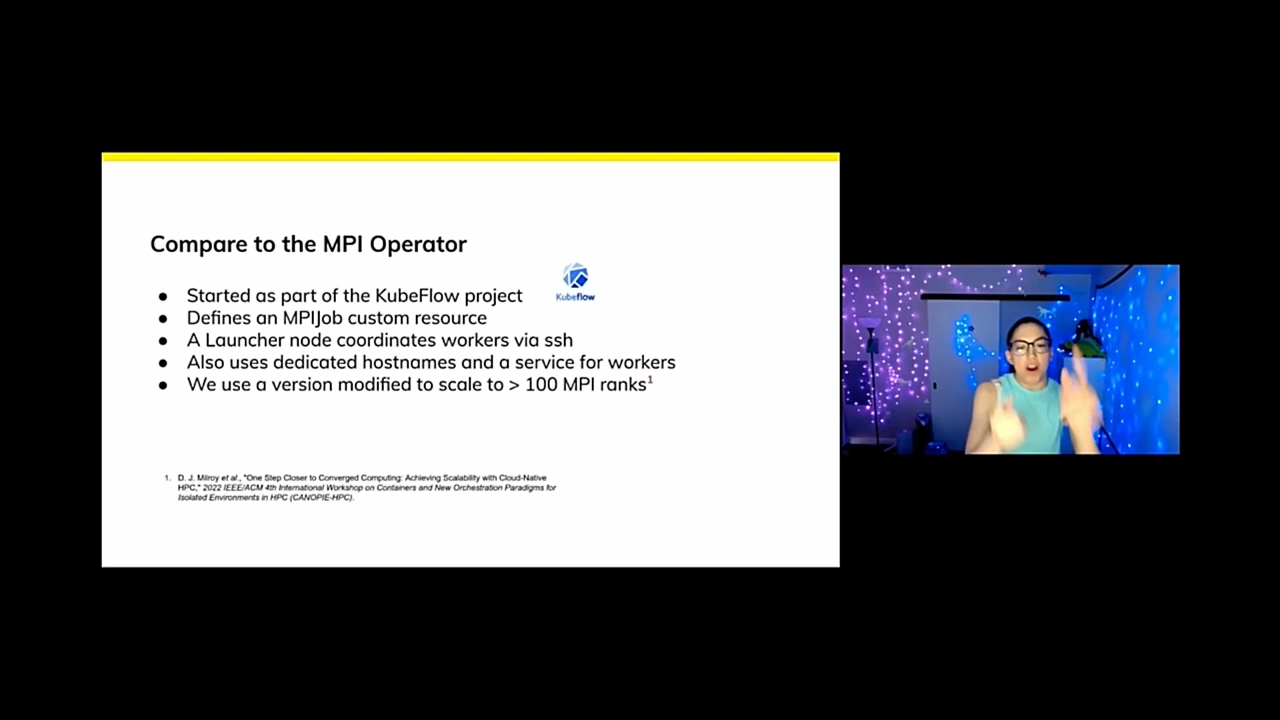 Compare to the MPI Operator
● Started as part of the KubeFlow project
Kubeflow
● Defines an MPIJob custom resource
● A Launcher node coordinates workers via ssh
● Also uses dedicated hostnames and a service for workers
● We use a version modified to scale to > 100 MPI ranks1
1. D. J. Milroy et al., "One Step Closer to Converged Computing: Achieving Scalability with Cloud-Native
HPC," 2022 IEEE/ACM 4th International Workshop on Containers and New Orchestration Paradigms for
Isolated Environments in HPC (CANOPIE-HPC).